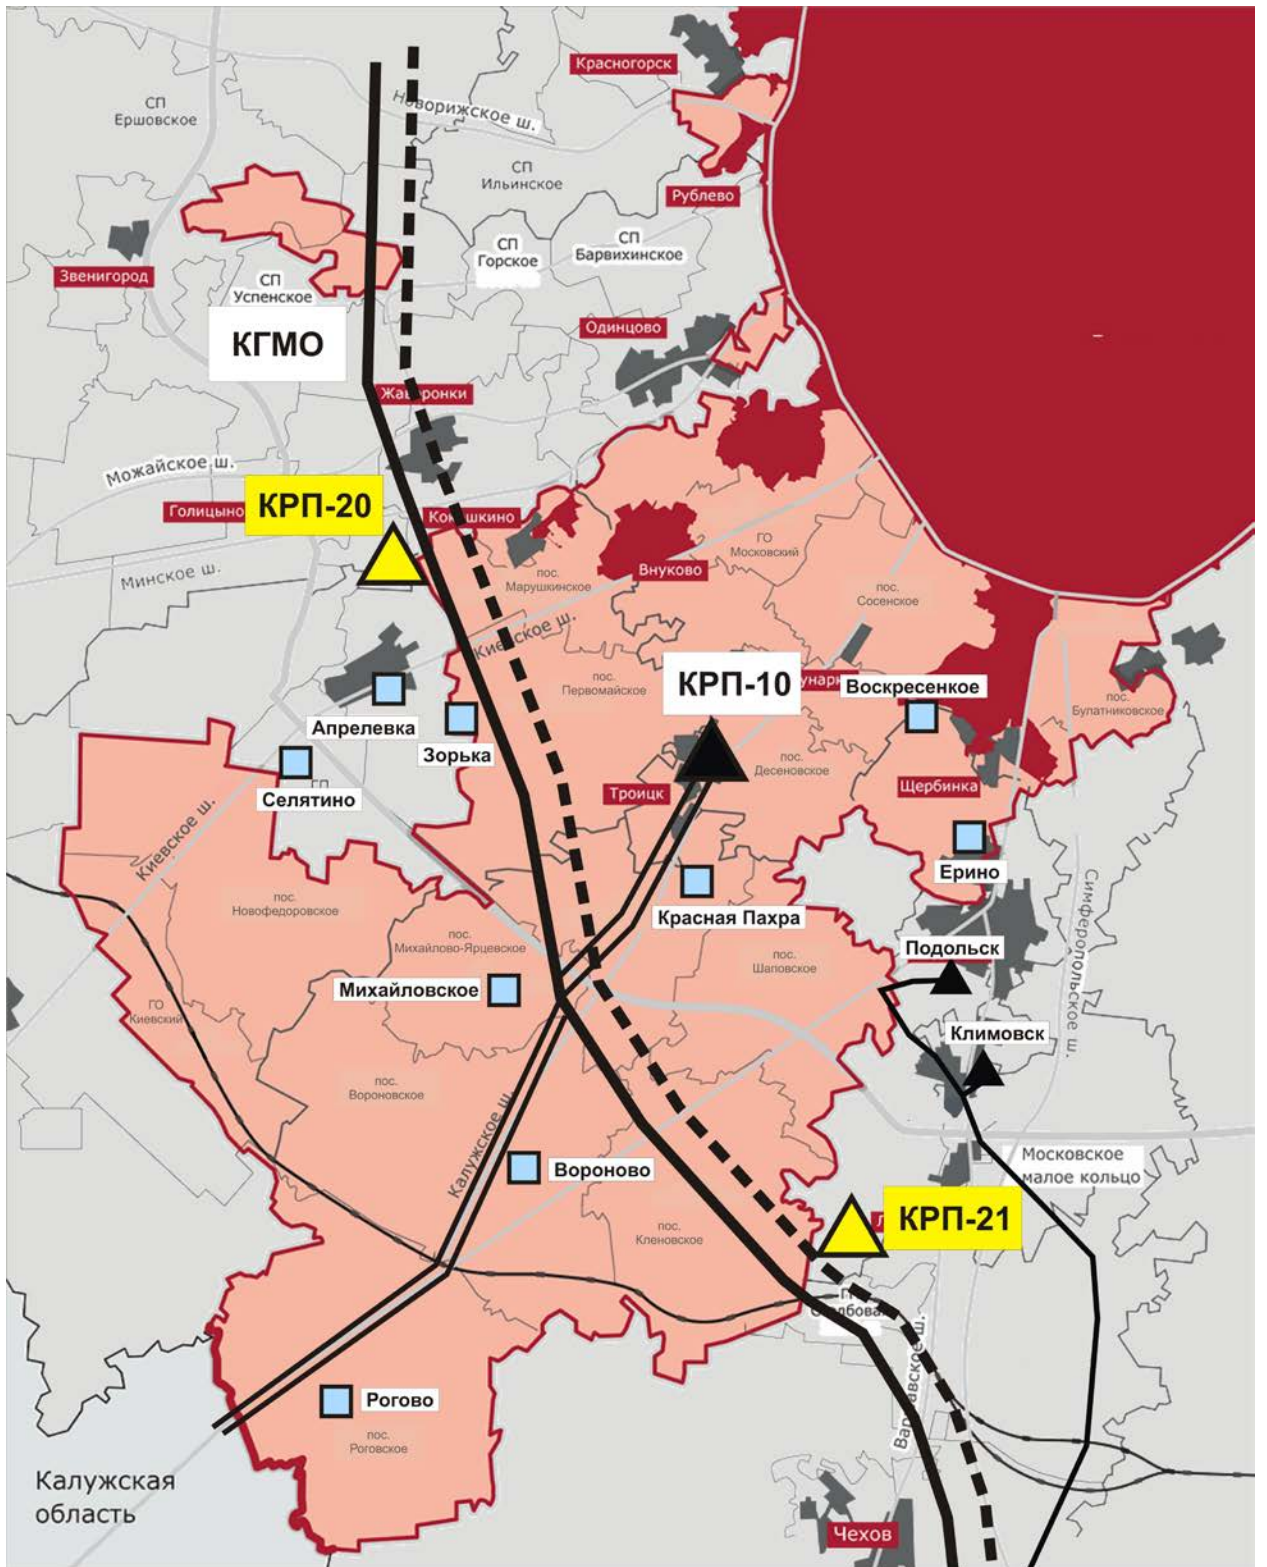 Красногорск
СП
Ершовское
Новорижское ш.
СП
Ильинское
Рублево
СП
Горское
СП
Барвихинское
Звенигород
СП
Успенское
Одинцово
КГМО
Можайское ш.
Голицыно
КРП-20
ГО
Московский
пос.
Марушкинское
Внуково
Минское ш.
пос.
Сосенское
Киевское ш.
пос.
Первомайское
КРП-10
Воскресенкое
пос.
Булатниковское
Апрелевка
Зорька
пос.
Десеновское
Селятино
Троицк
Щербинка
Киевское ш.
Ерино
Симферопольское ш.
пос.
Новофедоровское
Красная Пахра
пос.
Михайлово-Ярцевское
Подольск
пос.
Шаповское
Михайловское
ГО
Киевский
Климовск
пос.
Вороновское
Калужское ш.
Вороново
Московское
малое кольцо
КРП-21
пос.
Кленовское
Рогово
пос.
Роговское
Калужская
область
Чехов